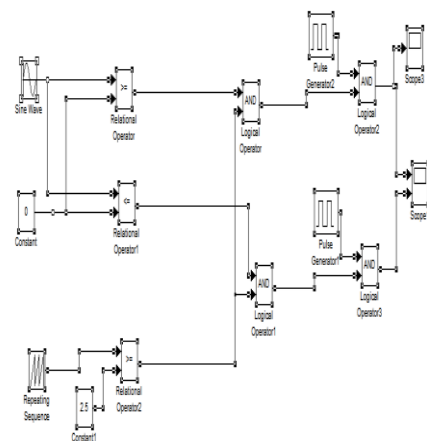 Pulse
Generator2
Scope3
Sine Wave
>=
Relational
Operator
AND
Logical
Operator
AND
Logical
Operator2
0
Constant
<=
Relational
Operator1
Pulse
Generator1
Scope
AND
Logical
Operator1
AND
Logical
Operator3
Repeating
Sequence
>=
Relational
Operator2
2.5
Constant1